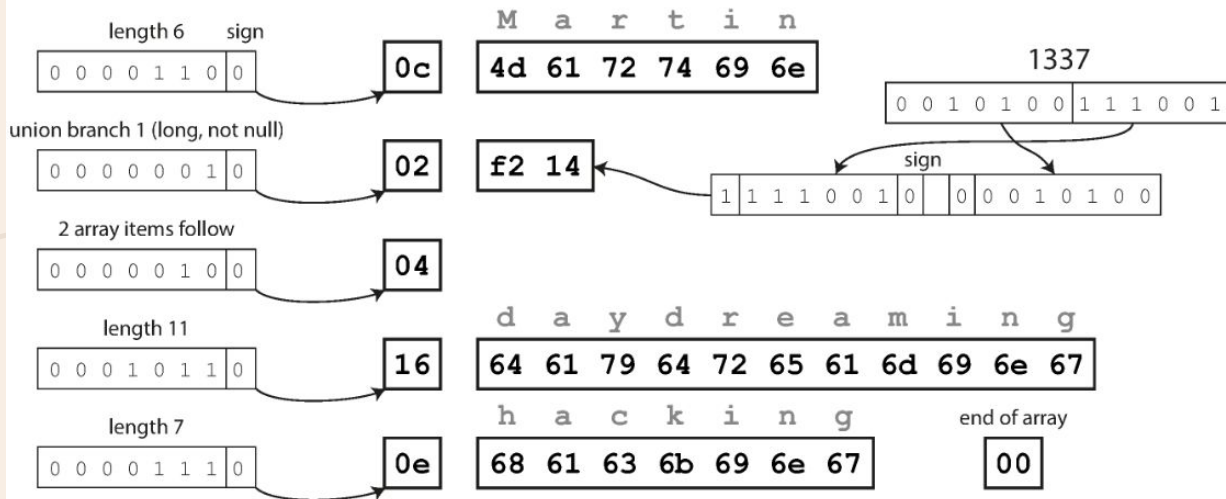 M a r t i n
length 6 sign
0 0 0 0 1 1 0 0
0c
4d 61 72 74 69 6e
1337
0 0 1 0 1 0 0 1 1 1 0 0 1
union branch 1 (long, not null)
0 0 0 0 0 0 1 0
02
f2 14
sign
1 1 1 1 0 0 1 0 0 0 0 1 0 1 0 0
2 array items follow
0 0 0 0 0 1 0 0
04
d a y d r e a m i n g
length 11
0 0 0 1 0 1 1 0
16
64 61 79 64 72 65 61 6d 69 6e 67
h a c k i n g
length 7
0 0 0 0 1 1 1 0
0e
68 61 63 6b 69 6e 67
end of array
00